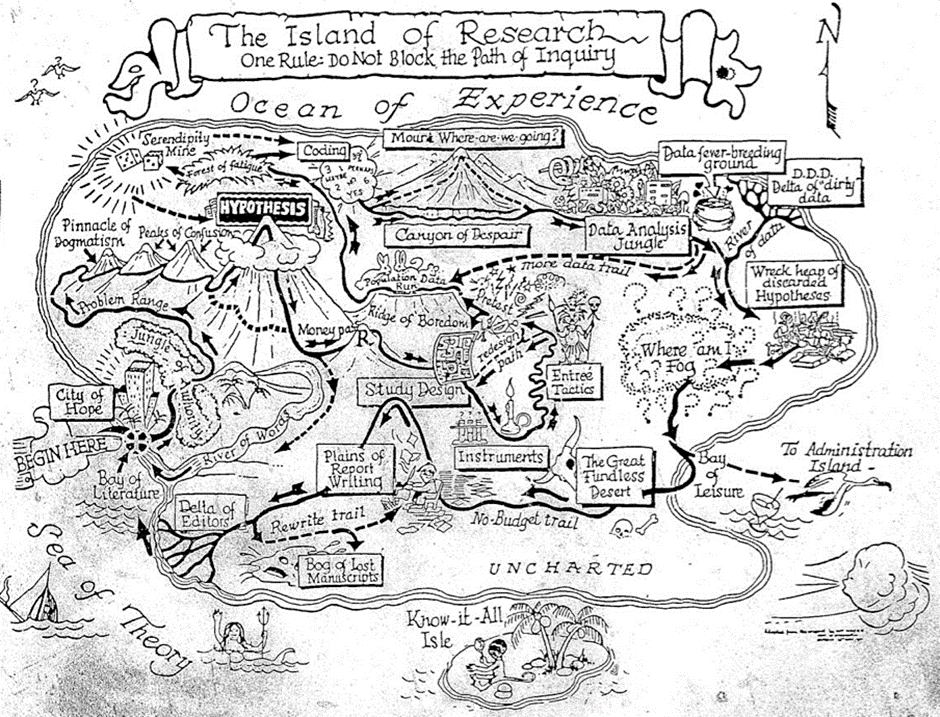 The Island of Research
One Rule: Do Not Block the Path of Inquiry
N
Ocean of Experience
Serendipity
Mine
Forest of fatigue
Coding
Mount Where-are-we-going?
Data fever-breeding
ground
D.D.D.
Delta of "dirty"
data
HYPOTHESIS
Pinnacle of
Dogmatism
Peaks of Confusion
Canyon of Despair
Data Analysis
Jungle
River of data
Population Data
Run
more data trail
Wreck heap of
discarded
Hypotheses
Problem Range
Money pass
Ridge of Boredom
Pretest
redesign
path
Where am I
Fog
Jungle of Authority
City of
Hope
Study Design
Entree
Tactics
BEGIN HERE
River of Words
Plains of
Report
Writing
Instruments
The Great
Fundless
Desert
Bay
of
Leisure
To Administration
Island
Bay of
Literature
Delta of
Editors
Rewrite trail
No-Budget trail
Bog of Lost
Manuscripts
UNCHARTED
Sea of Theory
Know-it-All
Isle